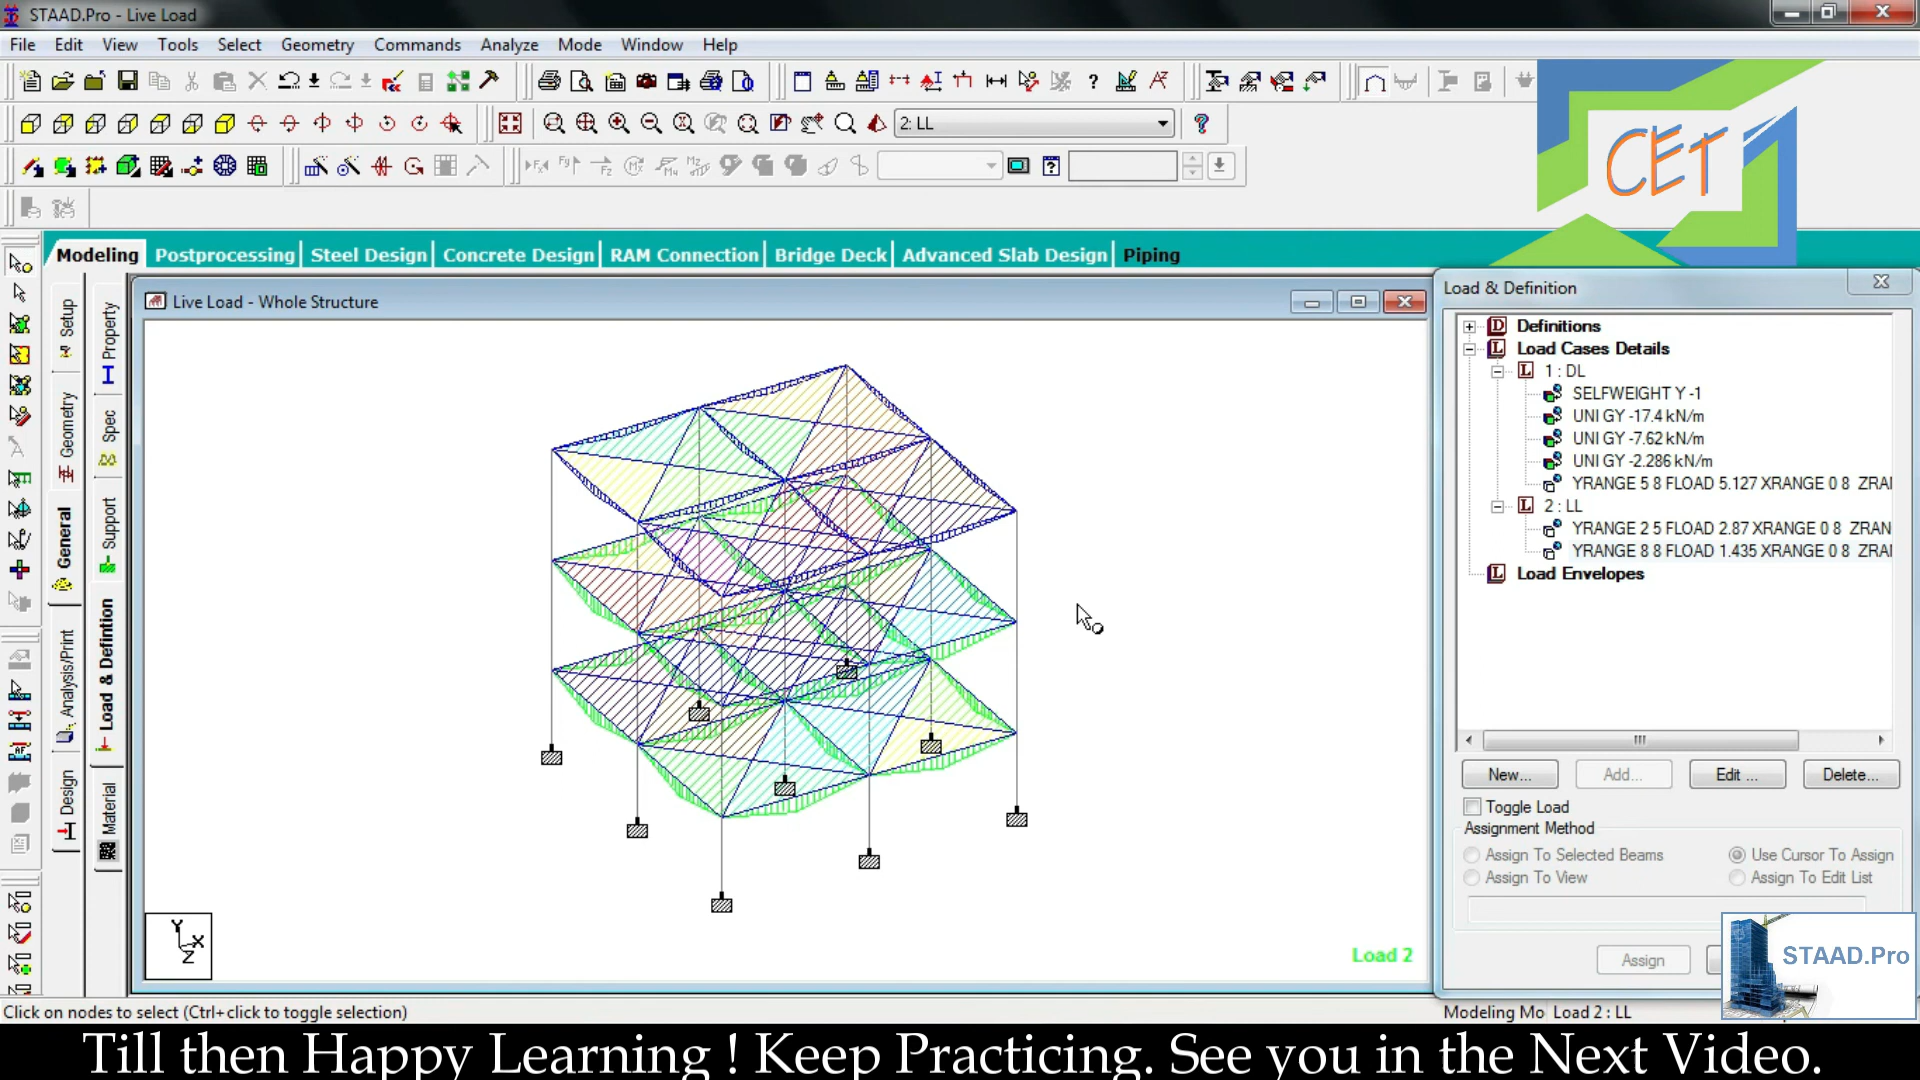 STAAD.Pro - Live Load
File Edit View Tools Select Geometry Commands Analyze Mode Window Help
2: LL
CET
Modeling Postprocessing Steel Design Concrete Design RAM Connection Bridge Deck Advanced Slab Design Piping
Setup
Geometry
General
Analysis/Print
Design
Property
Spec
Support
Load & Definition
Material
Live Load - Whole Structure
Y
X
Z
Load 2
Load & Definition
Definitions
Load Cases Details
1 : DL
SELFWEIGHT Y -1
UNI GY -17.4 kN/m
UNI GY -7.62 kN/m
UNI GY -2.286 kN/m
YRANGE 5 8 FLOAD 5.127 XRANGE 0 8 ZRA
2 : LL
YRANGE 2 5 FLOAD 2.87 XRANGE 0 8 ZRAN
YRANGE 8 8 FLOAD 1.435 XRANGE 0 8 ZRA
Load Envelopes
New... Add... Edit ... Delete...
Toggle Load
Assignment Method
Assign To Selected Beams Use Cursor To Assign
Assign To View Assign To Edit List
Assign
STAAD.Pro
Click on nodes to select (Ctrl+click to toggle selection)
Modeling Mo Load 2 : LL
Till then Happy Learning ! Keep Practicing. See you in the Next Video.